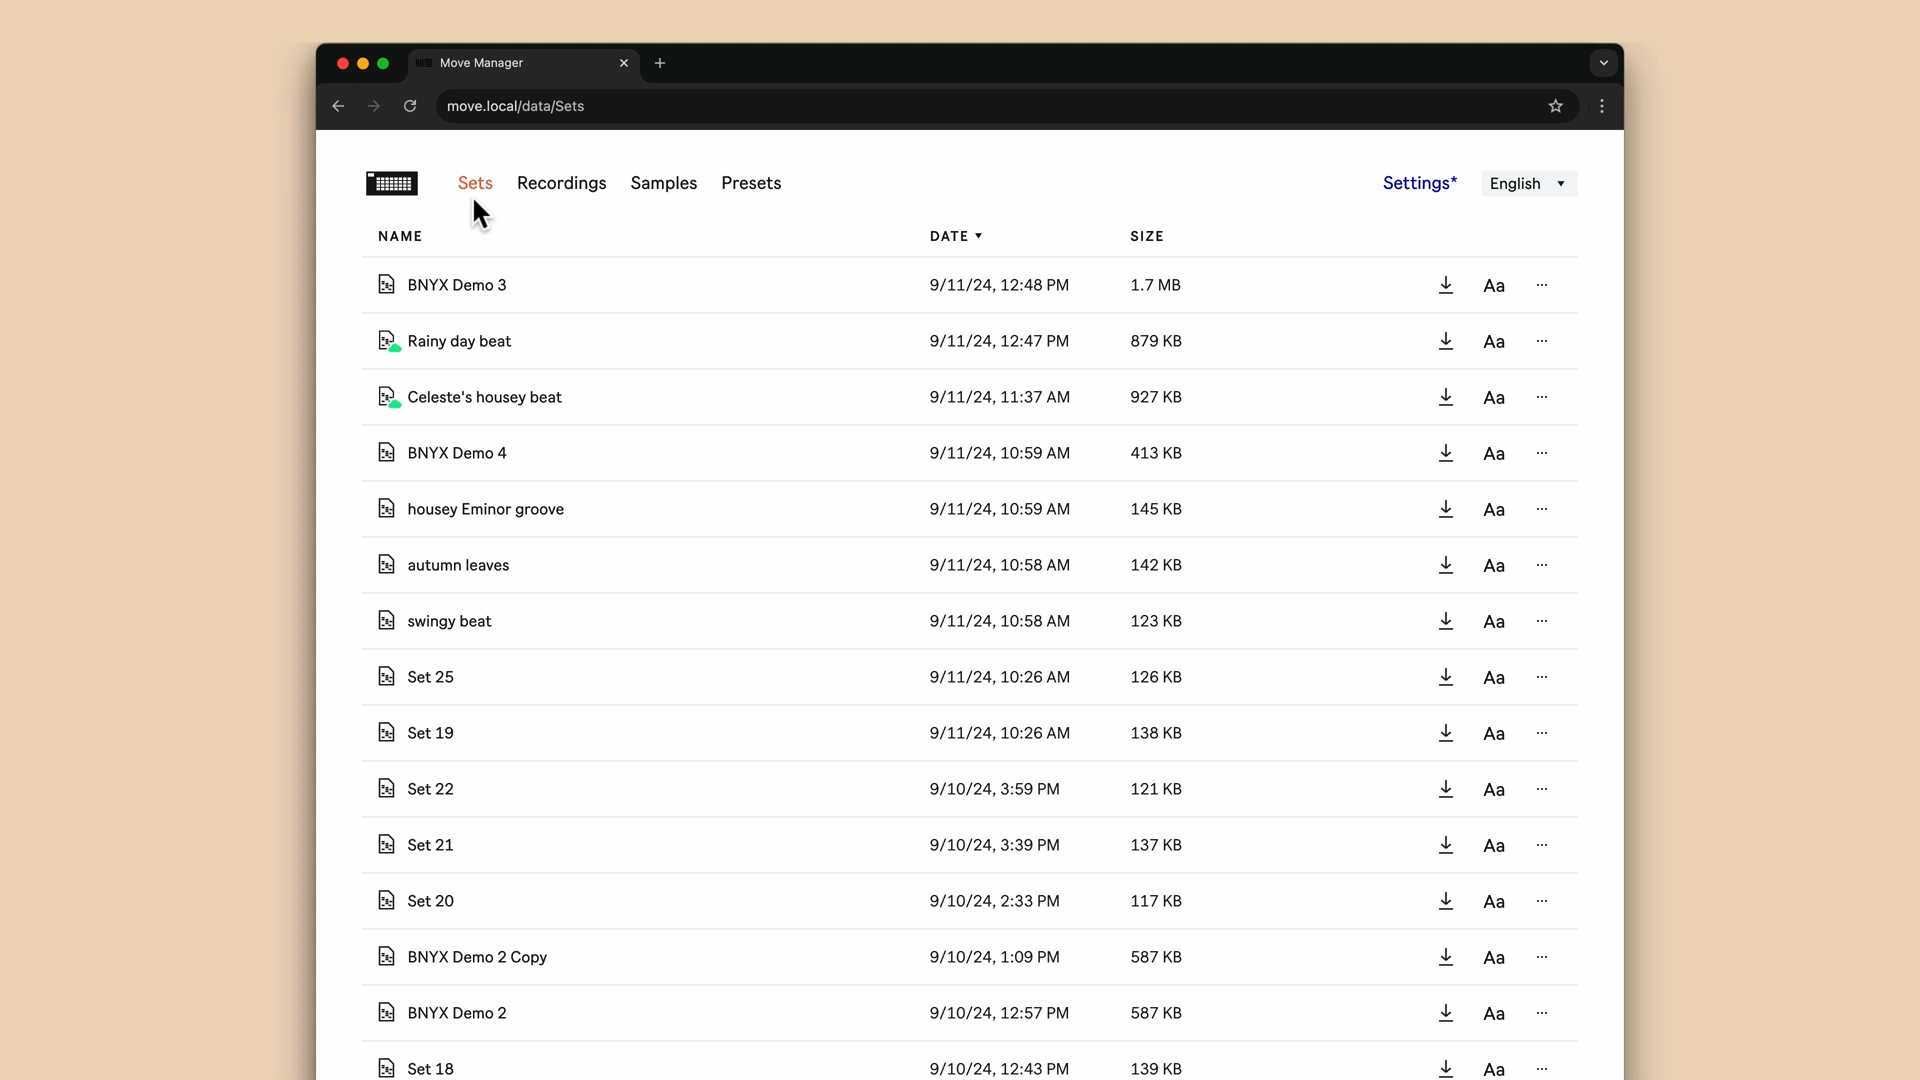 Move Manager
move.local/data/Sets
Sets Recordings Samples Presets Settings* English
NAME DATE SIZE
BNYX Demo 3 9/11/24, 12:48 PM 1.7 MB Aa
Rainy day beat 9/11/24, 12:47 PM 879 KB Aa
Celeste's housey beat 9/11/24, 11:37 AM 927 KB Aa
BNYX Demo 4 9/11/24, 10:59 AM 413 KB Aa
housey Eminor groove 9/11/24, 10:59 AM 145 KB Aa
autumn leaves 9/11/24, 10:58 AM 142 KB Aa
swingy beat 9/11/24, 10:58 AM 123 KB Aa
Set 25 9/11/24, 10:26 AM 126 KB Aa
Set 19 9/11/24, 10:26 AM 138 KB Aa
Set 22 9/10/24, 3:59 PM 121 KB Aa
Set 21 9/10/24, 3:39 PM 137 KB Aa
Set 20 9/10/24, 2:33 PM 117 KB Aa
BNYX Demo 2 Copy 9/10/24, 1:09 PM 587 KB Aa
BNYX Demo 2 9/10/24, 12:57 PM 587 KB Aa
Set 18 9/10/24, 12:43 PM 139 KB Aa